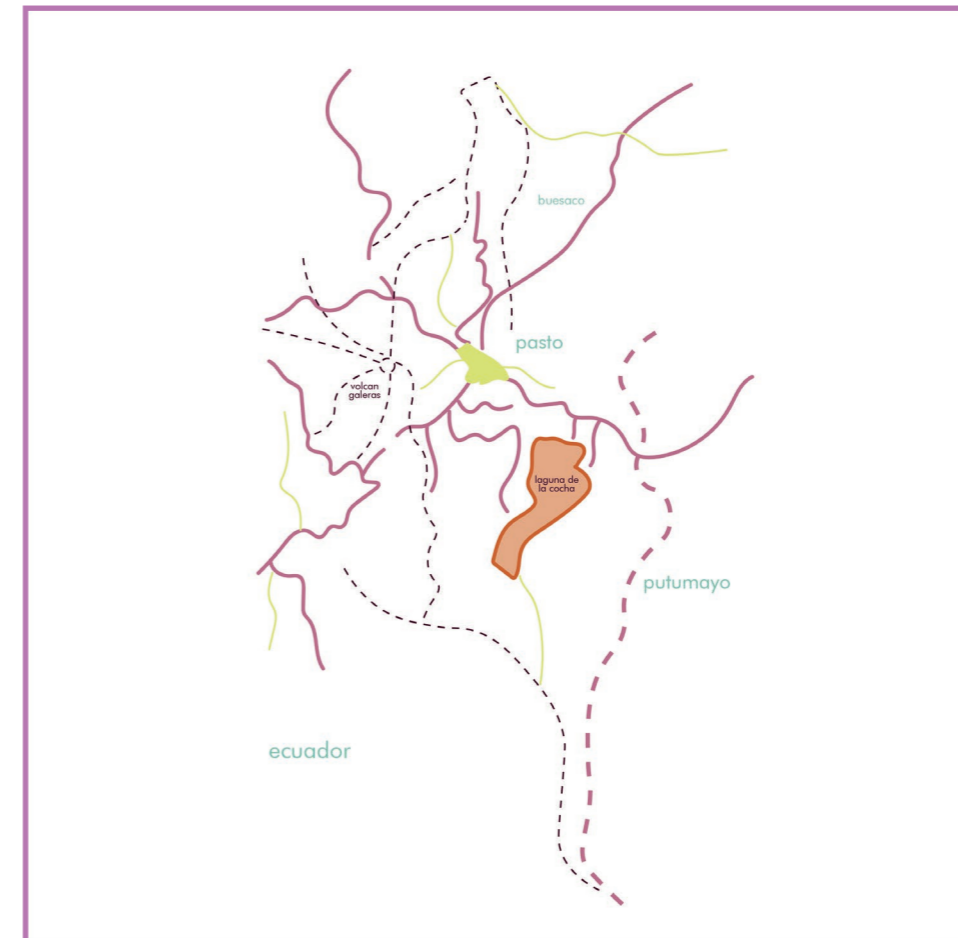 buesaco
pasto
volcan
galeras
laguna de
la cocha
putumayo
ecuador